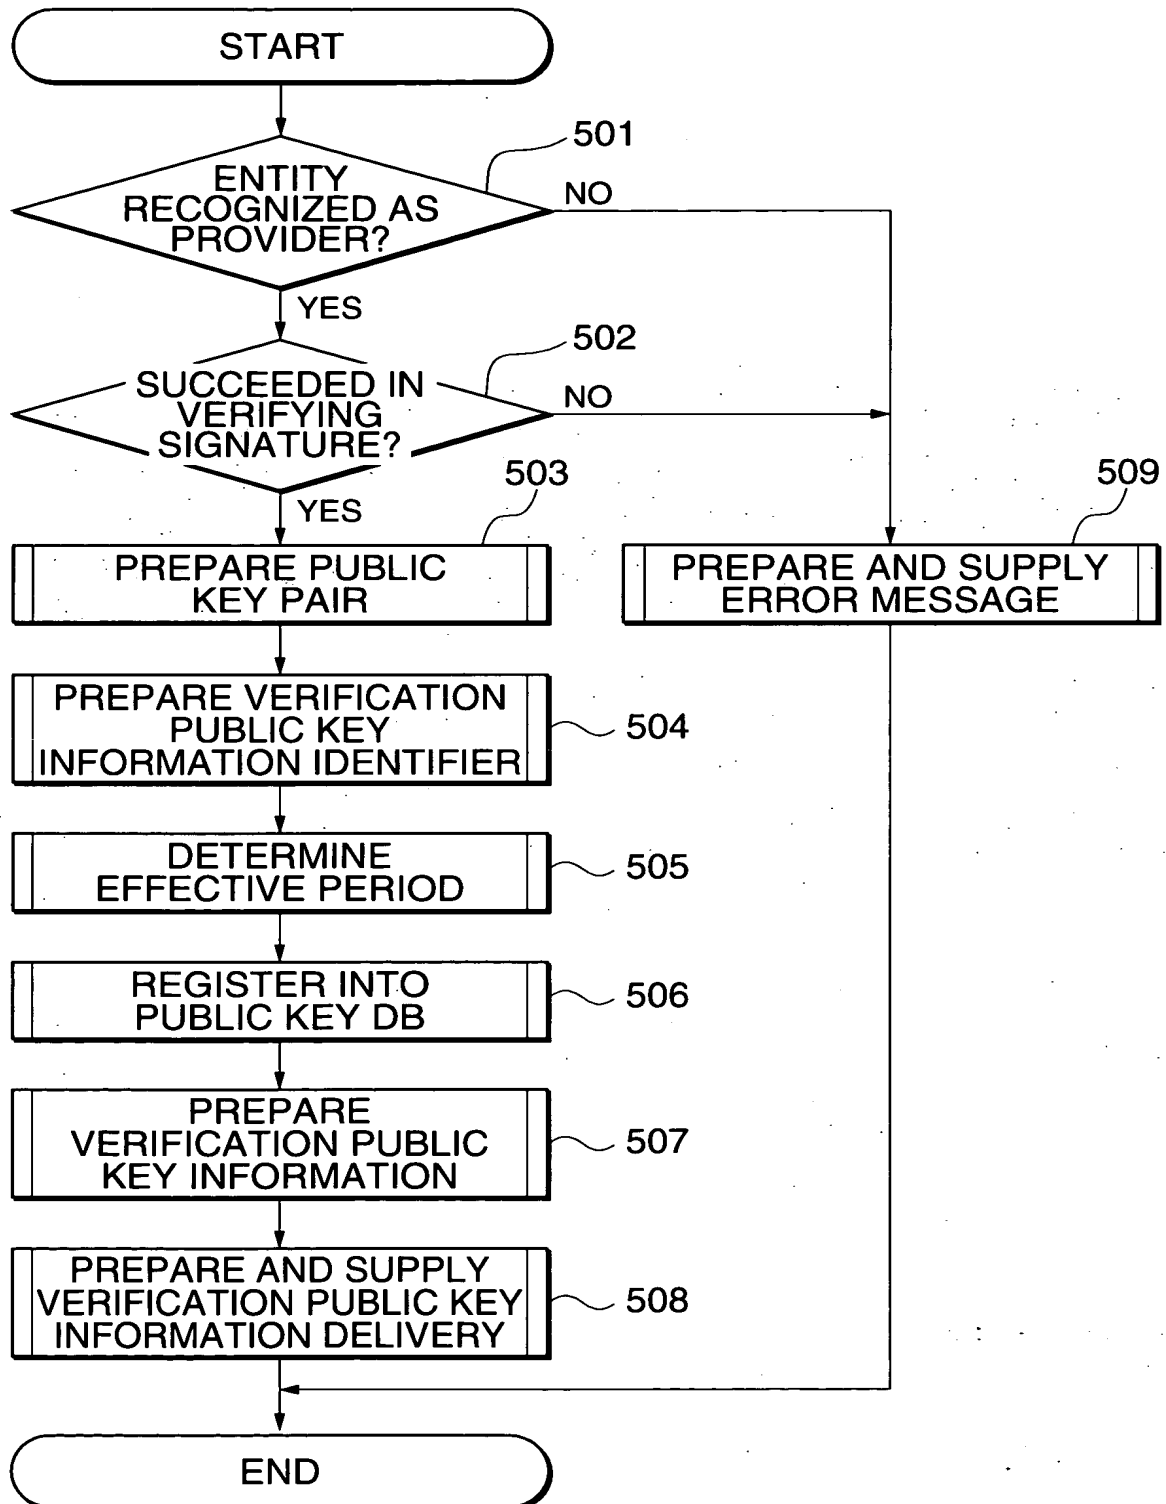 START
501
ENTITY
RECOGNIZED AS
PROVIDER?
NO
YES
502
SUCCEEDED IN
VERIFYING
SIGNATURE?
NO
YES
503
PREPARE PUBLIC
KEY PAIR
509
PREPARE AND SUPPLY
ERROR MESSAGE
PREPARE VERIFICATION
PUBLIC KEY
INFORMATION IDENTIFIER
504
DETERMINE
EFFECTIVE PERIOD
505
REGISTER INTO
PUBLIC KEY DB
506
PREPARE
VERIFICATION PUBLIC
KEY INFORMATION
507
PREPARE AND SUPPLY
VERIFICATION PUBLIC KEY
INFORMATION DELIVERY
508
END